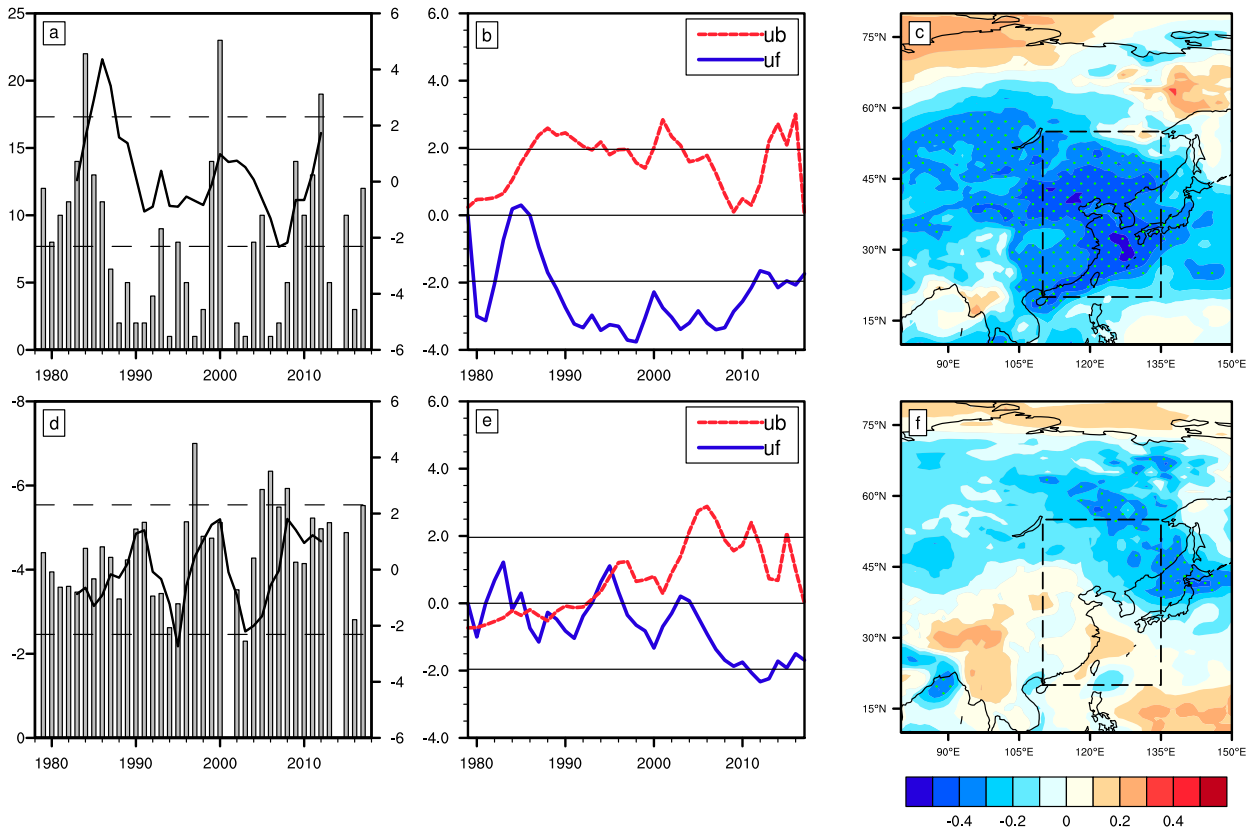 25
20
15
10
5
0
a
6
4
2
0
-2
-4
-6
1980 1990 2000 2010
6.0
4.0
2.0
0.0
-2.0
-4.0
b
ub
uf
1980 1990 2000 2010
c
75°N
60°N
45°N
30°N
15°N
90°E 105°E 120°E 135°E 150°E
-8
-6
-4
-2
0
d
6
4
2
0
-2
-4
-6
1980 1990 2000 2010
6.0
4.0
2.0
0.0
-2.0
-4.0
e
ub
uf
1980 1990 2000 2010
f
75°N
60°N
45°N
30°N
15°N
90°E 105°E 120°E 135°E 150°E
-0.4 -0.2 0 0.2 0.4